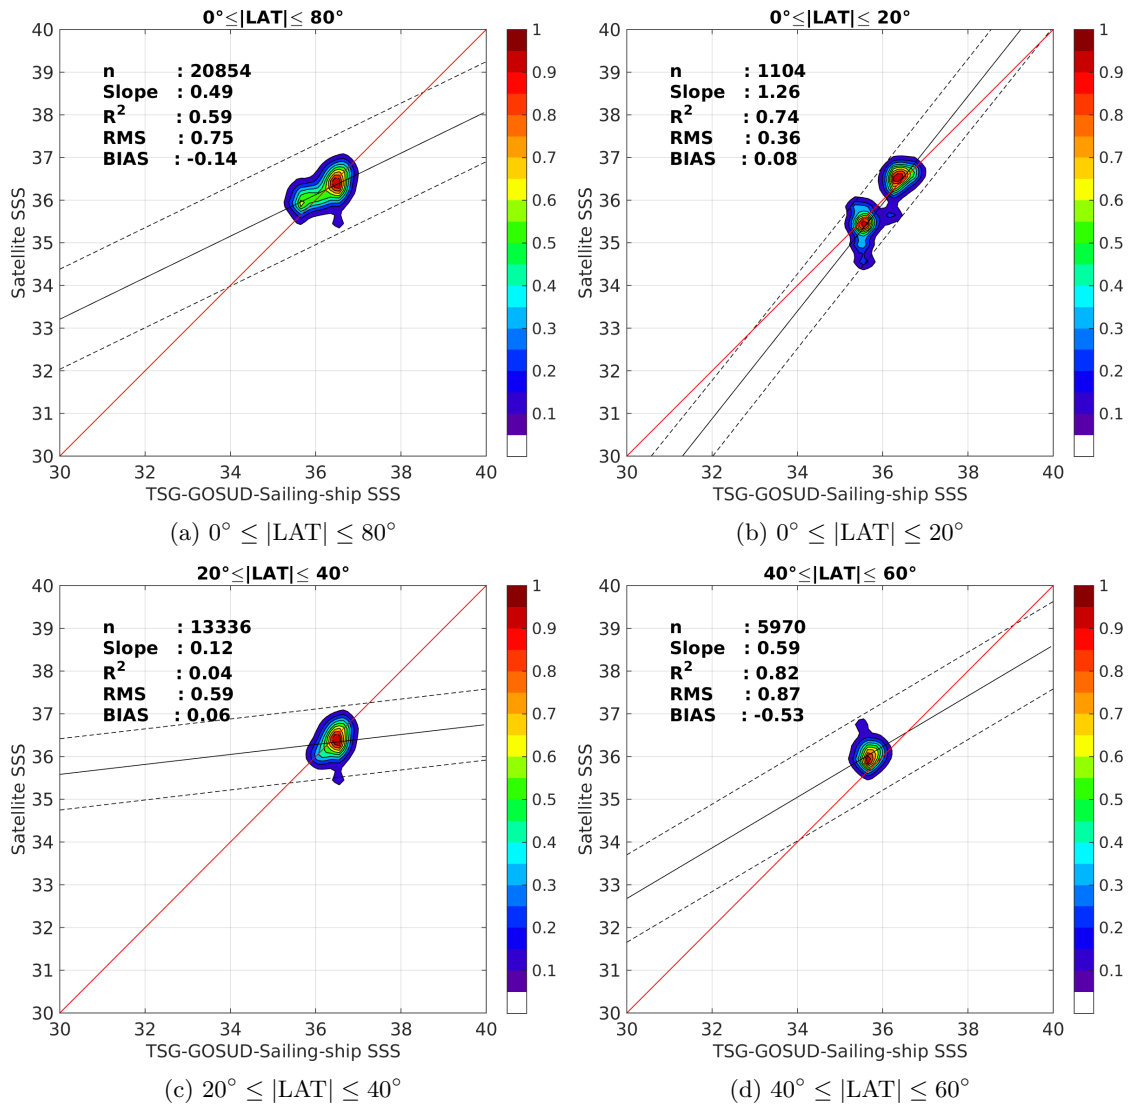 0°≤|LAT|≤ 80°
n : 20854
Slope : 0.49
R2 : 0.59
RMS : 0.75
BIAS : -0.14
40
39
38
37
36
35
34
33
32
31
30
Satellite SSS
30 32 34 36 38 40
TSG-GOSUD-Sailing-ship SSS
1
0.9
0.8
0.7
0.6
0.5
0.4
0.3
0.2
0.1
(a) 0° ≤ |LAT| ≤ 80°
0°≤|LAT|≤ 20°
n : 1104
Slope : 1.26
R2 : 0.74
RMS : 0.36
BIAS : 0.08
40
39
38
37
36
35
34
33
32
31
30
Satellite SSS
30 32 34 36 38 40
TSG-GOSUD-Sailing-ship SSS
1
0.9
0.8
0.7
0.6
0.5
0.4
0.3
0.2
0.1
(b) 0° ≤ |LAT| ≤ 20°
20°≤|LAT|≤ 40°
n : 13336
Slope : 0.12
R2 : 0.04
RMS : 0.59
BIAS : 0.06
40
39
38
37
36
35
34
33
32
31
30
Satellite SSS
30 32 34 36 38 40
TSG-GOSUD-Sailing-ship SSS
1
0.9
0.8
0.7
0.6
0.5
0.4
0.3
0.2
0.1
(c) 20° ≤ |LAT| ≤ 40°
40°≤|LAT|≤ 60°
n : 5970
Slope : 0.59
R2 : 0.82
RMS : 0.87
BIAS : -0.53
40
39
38
37
36
35
34
33
32
31
30
Satellite SSS
30 32 34 36 38 40
TSG-GOSUD-Sailing-ship SSS
1
0.9
0.8
0.7
0.6
0.5
0.4
0.3
0.2
0.1
(d) 40° ≤ |LAT| ≤ 60°